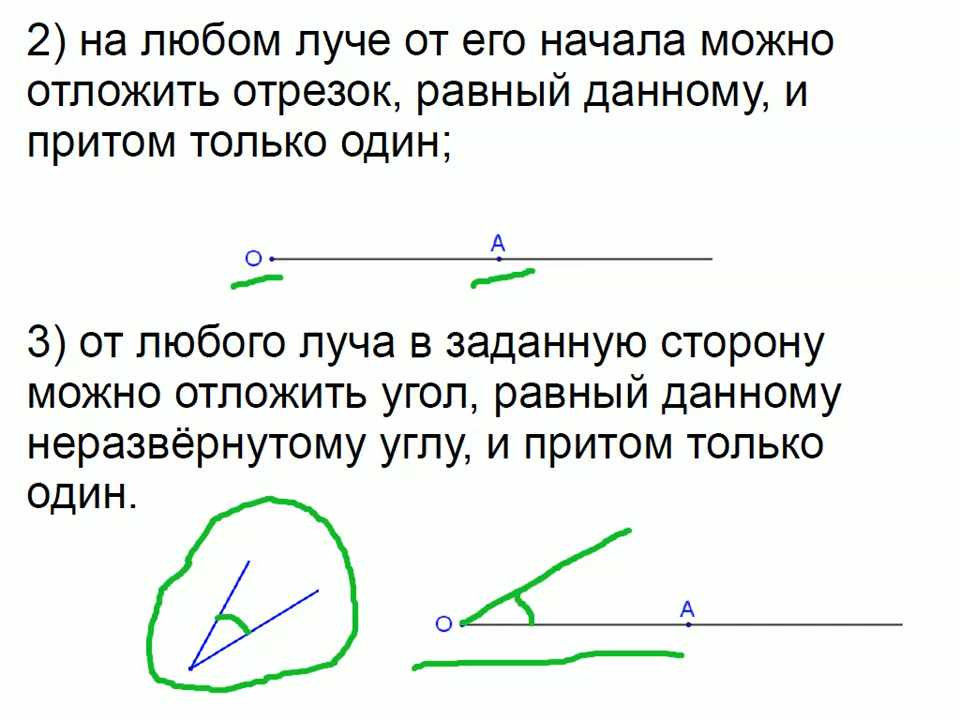 2) на любом луче от его начала можно
отложить отрезок, равный данному, и
притом только один;
O A
3) от любого луча в заданную сторону
можно отложить угол, равный данному
неразвёрнутому углу, и притом только
один.
O A